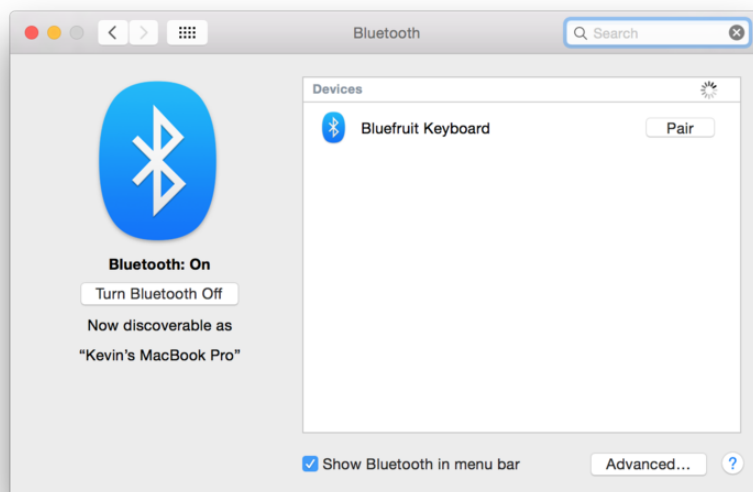 Bluetooth
Search
Devices
Bluefruit Keyboard
Pair
Bluetooth: On
Turn Bluetooth Off
Now discoverable as
“Kevin’s MacBook Pro”
Show Bluetooth in menu bar
Advanced...
?